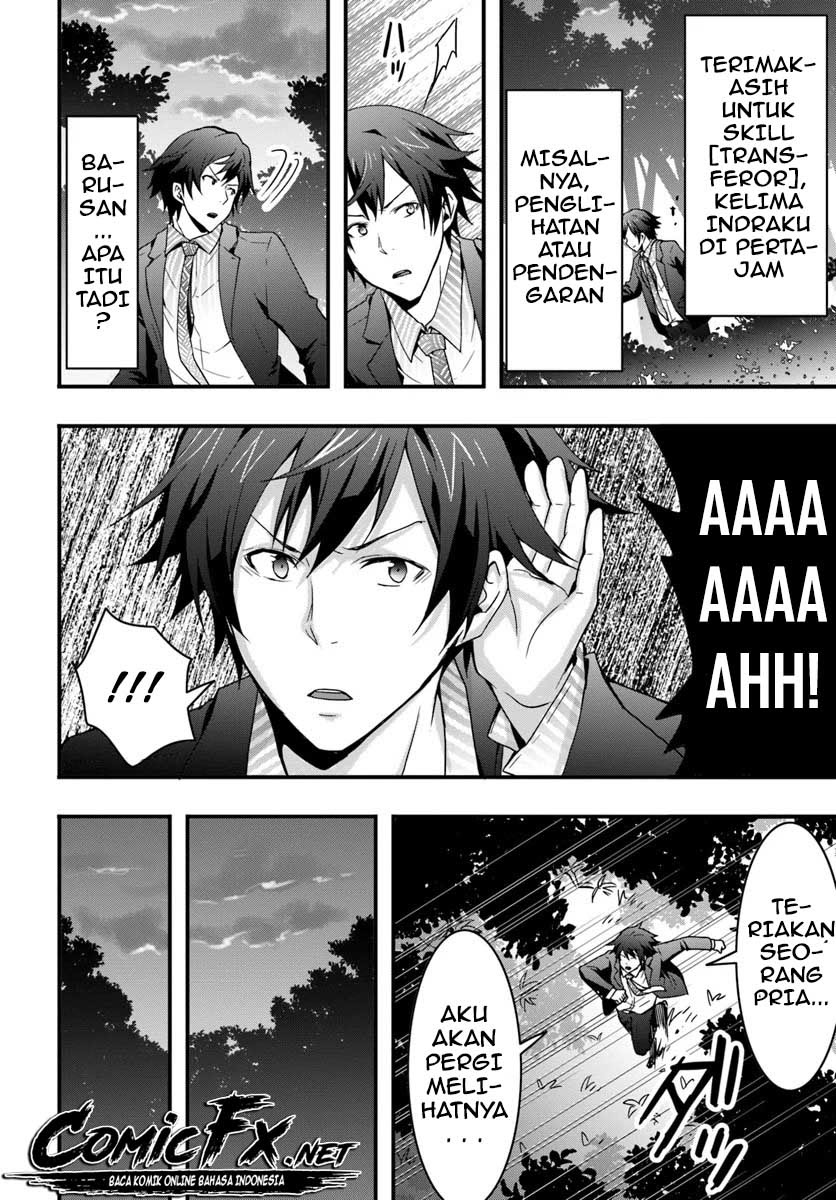 TERIMAK-
ASIH
UNTUK
SKILL
[TRANS-
FEROR],
KELIMA
INDRAKU
DI PERTA-
JAM
MISAL-
NYA,
PENGLI-
HATAN
ATAU
PENDEN-
GARAN
BA-
RU-
SAN
...
APA
ITU
TADI
?
AAAA
AAAA
AHH!
!!!
TE-
RIAKAN
SEO-
RANG
PRIA...
AKU
AKAN
PERGI
MELI-
HATNYA
...
ダッ
COMICFX.NET
BACA KOMIK ONLINE BAHASA INDONESIA